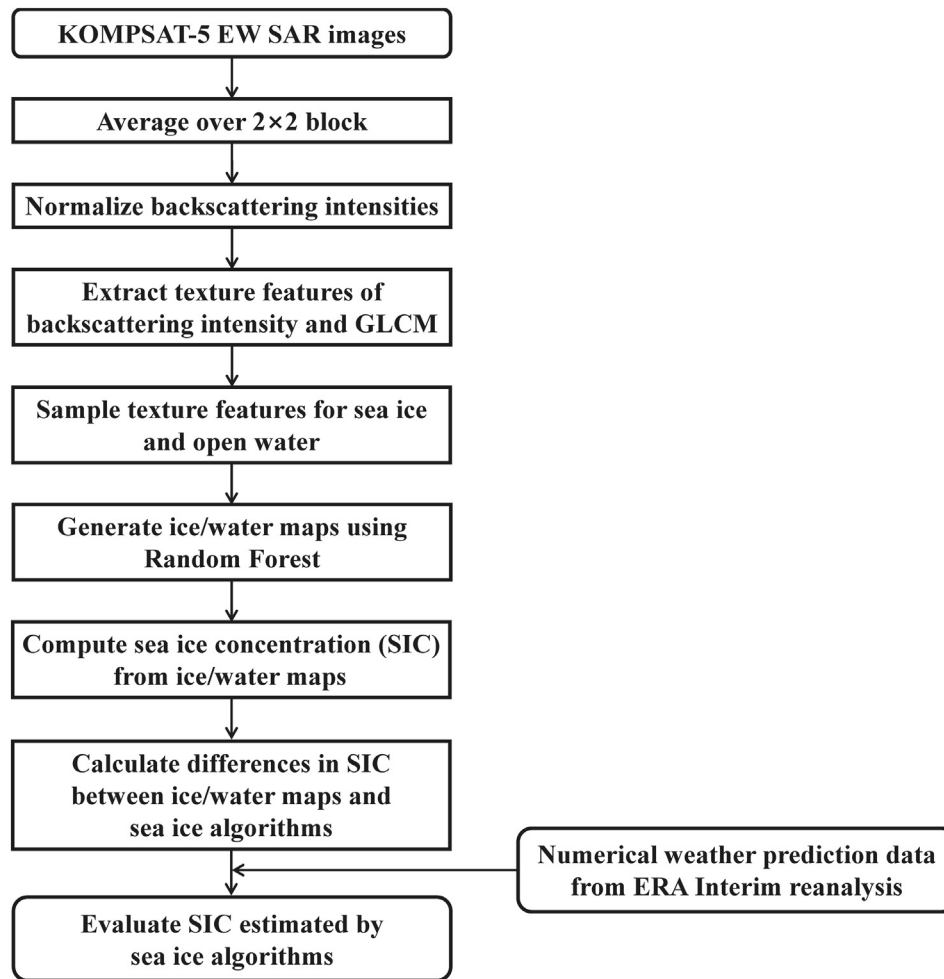 KOMPSAT-5 EW SAR images
Average over 2×2 block
Normalize backscattering intensities
Extract texture features of
backscattering intensity and GLCM
Sample texture features for sea ice
and open water
Generate ice/water maps using
Random Forest
Compute sea ice concentration (SIC)
from ice/water maps
Calculate differences in SIC
between ice/water maps and
sea ice algorithms
Numerical weather prediction data
from ERA Interim reanalysis
Evaluate SIC estimated by
sea ice algorithms